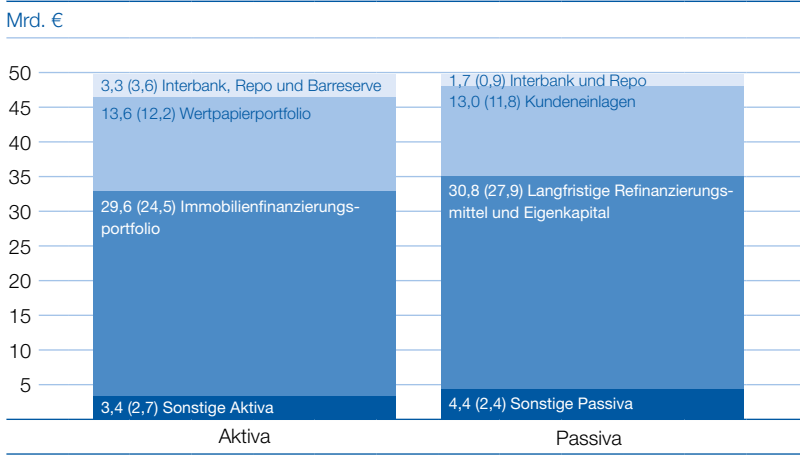 Mrd. €
50
45
40
35
30
25
20
15
10
5
3,3 (3,6) Interbank, Repo und Barreserve
13,6 (12,2) Wertpapierportfolio
29,6 (24,5) Immobilienfinanzierungs-
portfolio
3,4 (2,7) Sonstige Aktiva
1,7 (0,9) Interbank und Repo
13,0 (11,8) Kundeneinlagen
30,8 (27,9) Langfristige Refinanzierungs-
mittel und Eigenkapital
4,4 (2,4) Sonstige Passiva
Aktiva
Passiva